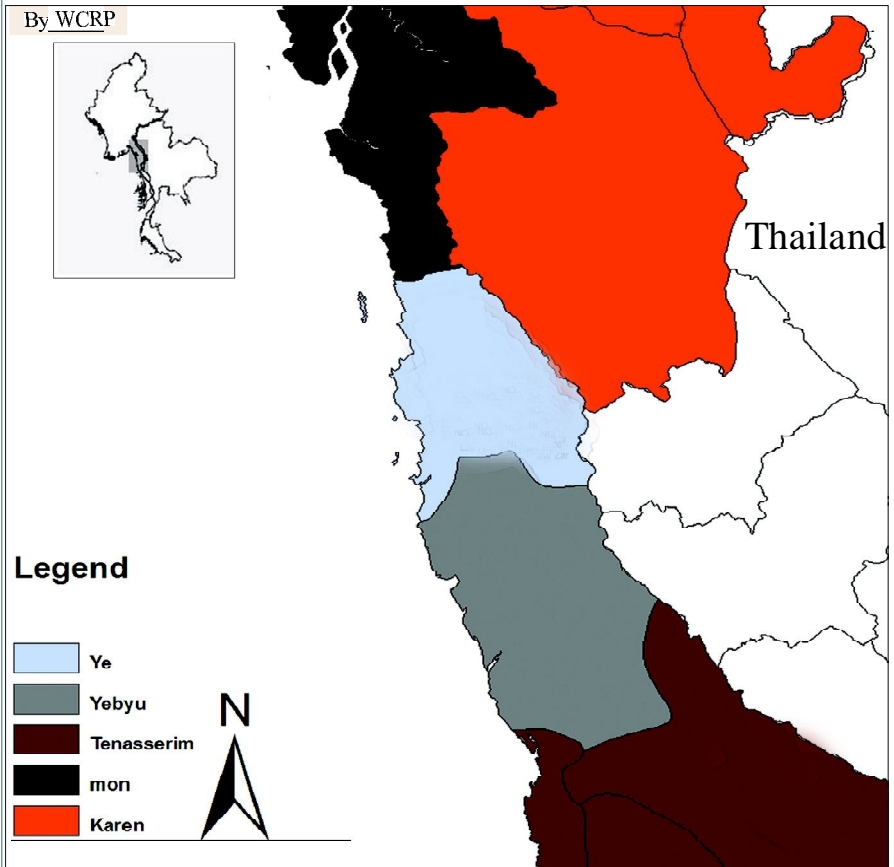 By WCRP
Thailand
Legend
Ye
Yebyu
Tenasserim
mon
Karen
N